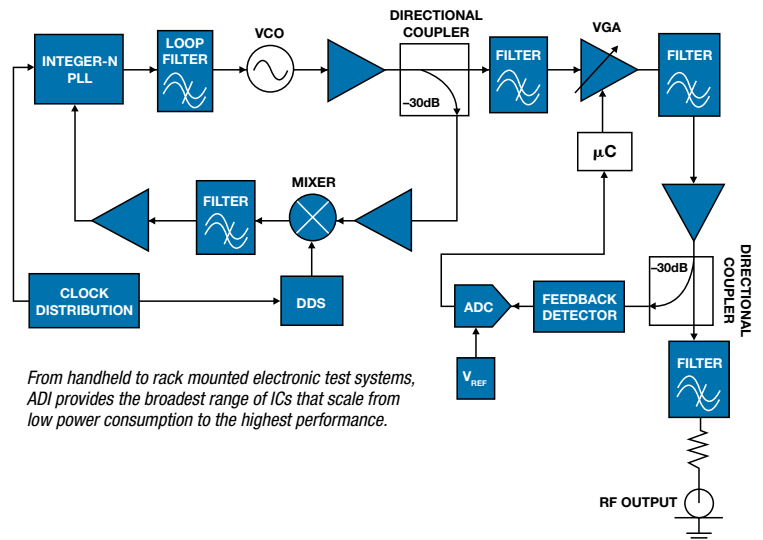 DIRECTIONAL
COUPLER
INTEGER-N
PLL
LOOP
FILTER
VCO
–30dB
FILTER
VGA
FILTER
μC
FILTER
MIXER
CLOCK
DISTRIBUTION
DDS
ADC
FEEDBACK
DETECTOR
–30dB
DIRECTIONAL
COUPLER
VREF
FILTER
From handheld to rack mounted electronic test systems,
ADI provides the broadest range of ICs that scale from
low power consumption to the highest performance.
RF OUTPUT